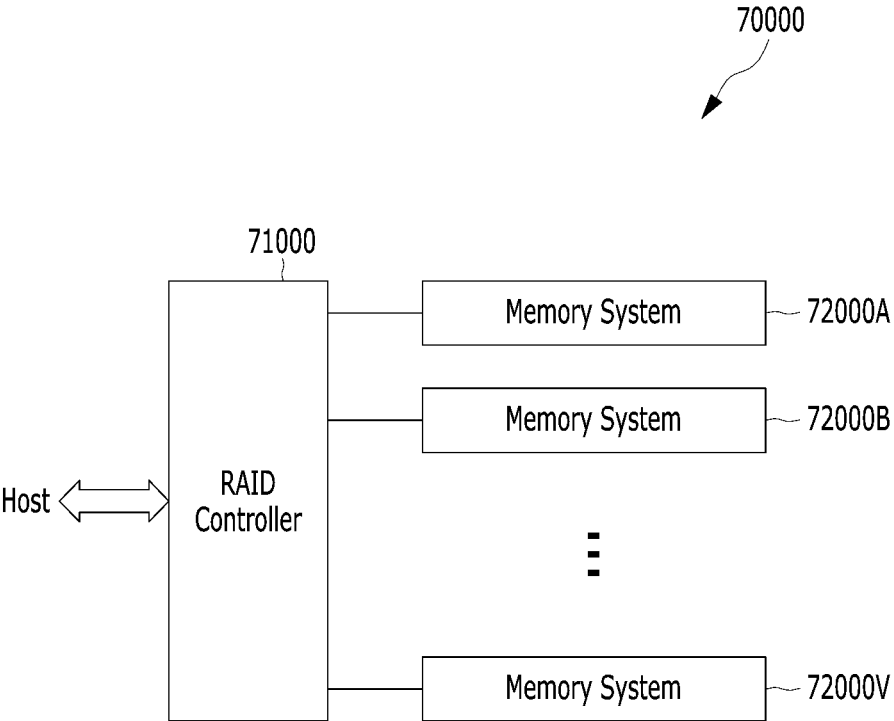 70000
71000
Memory System
72000A
Memory System
72000B
Host
RAID
Controller
Memory System
72000V